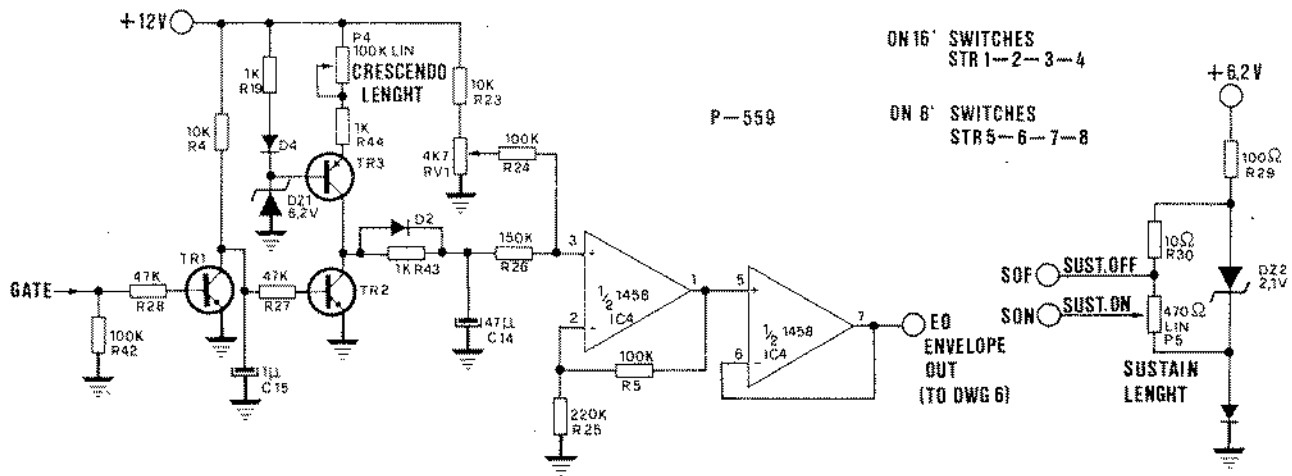 +12V
P4
100K LIN
CRESCENDO
LENGHT
1K
R19
10K
R4
D4
1K
R44
TR3
DZ1
6,2V
10K
R23
4K7
RV1
100K
R24
P—559
ON 16' SWITCHES
STR 1—2—3—4
ON 8' SWITCHES
STR 5—6—7—8
+6,2V
100Ω
R29
10Ω
R30
DZ2
2,1V
SOF
SUST.OFF
SON
SUST.ON
470Ω
LIN
P5
SUSTAIN
LENGHT
GATE
47K
R28
100K
R42
TR1
47K
R27
TR2
1µ
C15
D2
1K R43
47µ
C14
150K
R26
3
+
2
-
1
½ 1458
IC4
100K
R5
220K
R25
5
+
6
-
7
½ 1458
IC4
EO
ENVELOPE
OUT
(TO DWG 6)